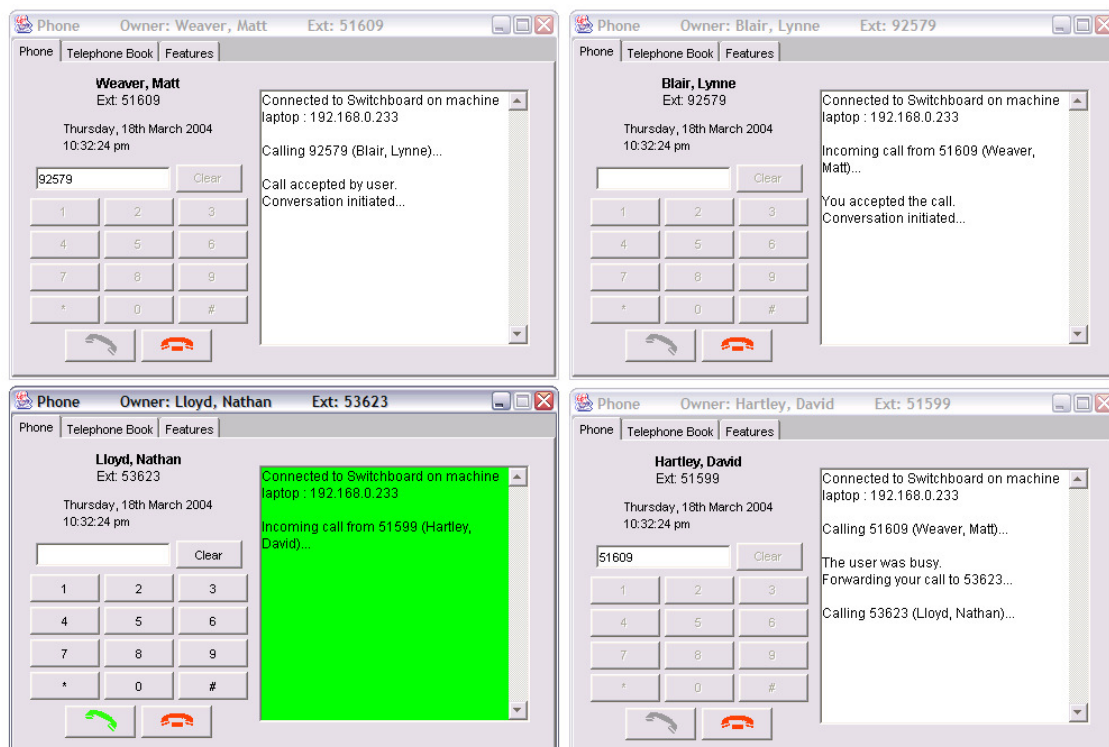 Phone Owner: Weaver, Matt Ext: 51609
Phone Telephone Book Features
Weaver, Matt
Ext: 51609
Thursday, 18th March 2004
10:32:24 pm
92579 Clear
1 2 3
4 5 6
7 8 9
* 0 #
Connected to Switchboard on machine
laptop : 192.168.0.233
Calling 92579 (Blair, Lynne)...
Call accepted by user.
Conversation initiated...
Phone Owner: Blair, Lynne Ext: 92579
Phone Telephone Book Features
Blair, Lynne
Ext: 92579
Thursday, 18th March 2004
10:32:24 pm
Clear
1 2 3
4 5 6
7 8 9
* 0 #
Connected to Switchboard on machine
laptop : 192.168.0.233
Incoming call from 51609 (Weaver,
Matt)...
You accepted the call.
Conversation initiated...
Phone Owner: Lloyd, Nathan Ext: 53623
Phone Telephone Book Features
Lloyd, Nathan
Ext: 53623
Thursday, 18th March 2004
10:32:24 pm
Clear
1 2 3
4 5 6
7 8 9
* 0 #
Connected to Switchboard on machine
laptop : 192.168.0.233
Incoming call from 51599 (Hartley,
David)...
Phone Owner: Hartley, David Ext: 51599
Phone Telephone Book Features
Hartley, David
Ext: 51599
Thursday, 18th March 2004
10:32:24 pm
51609 Clear
1 2 3
4 5 6
7 8 9
* 0 #
Connected to Switchboard on machine
laptop : 192.168.0.233
Calling 51609 (Weaver, Matt)...
The user was busy.
Forwarding your call to 53623...
Calling 53623 (Lloyd, Nathan)...